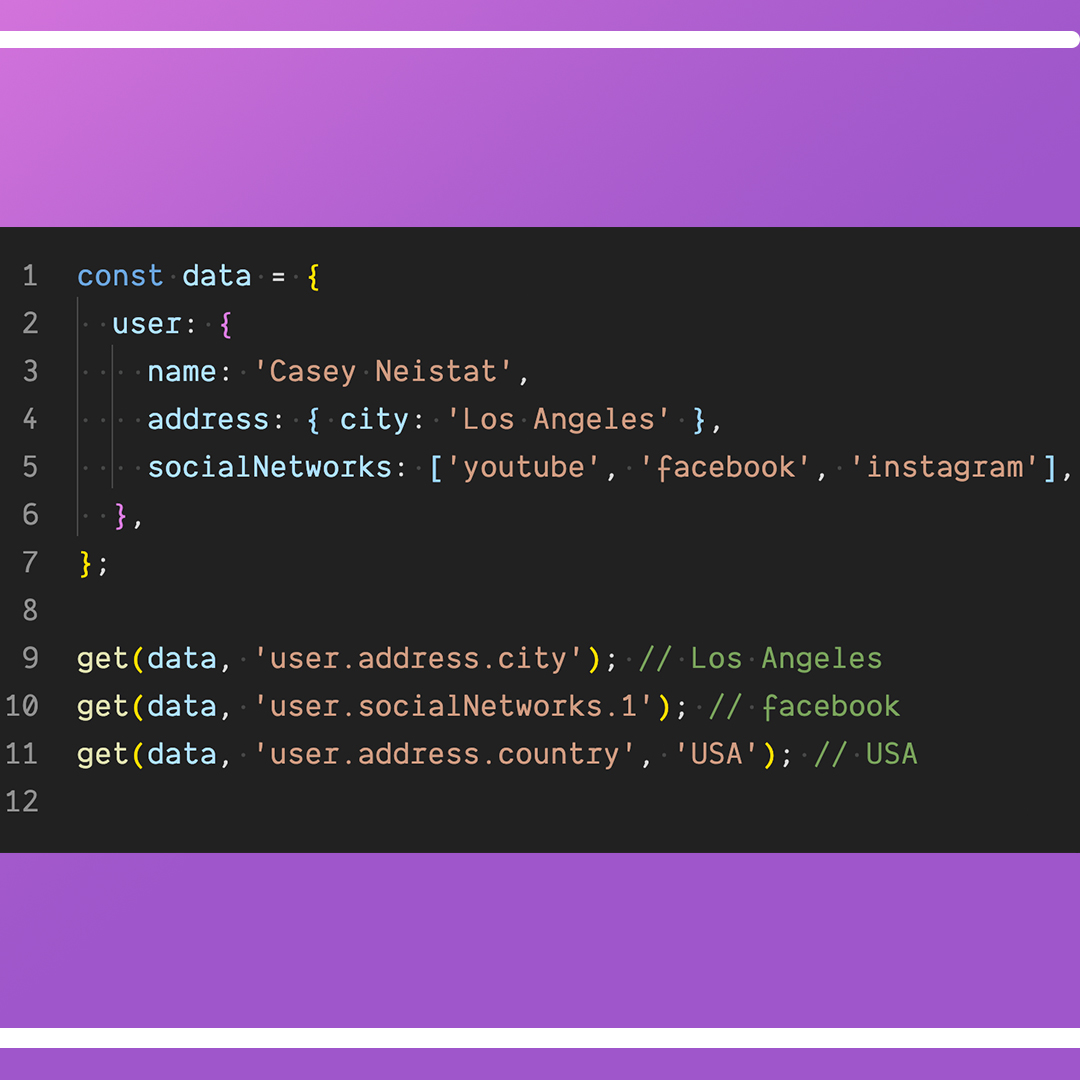 1 const data = {
2   user: {
3     name: 'Casey Neistat',
4     address: { city: 'Los Angeles' },
5     socialNetworks: ['youtube', 'facebook', 'instagram'],
6   },
7 };
8
9 get(data, 'user.address.city'); // Los Angeles
10 get(data, 'user.socialNetworks.1'); // facebook
11 get(data, 'user.address.country', 'USA'); // USA
12